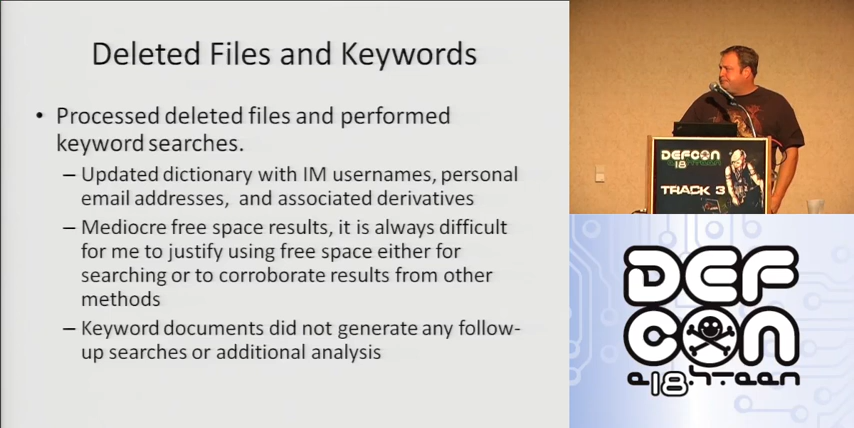 Deleted Files and Keywords
• Processed deleted files and performed
keyword searches.
– Updated dictionary with IM usernames, personal
email addresses, and associated derivatives
– Mediocre free space results, it is always difficult
for me to justify using free space either for
searching or to corroborate results from other
methods
– Keyword documents did not generate any follow-
up searches or additional analysis
DEFCON
18
TRACK 3
DEF
CON
e18h.teen